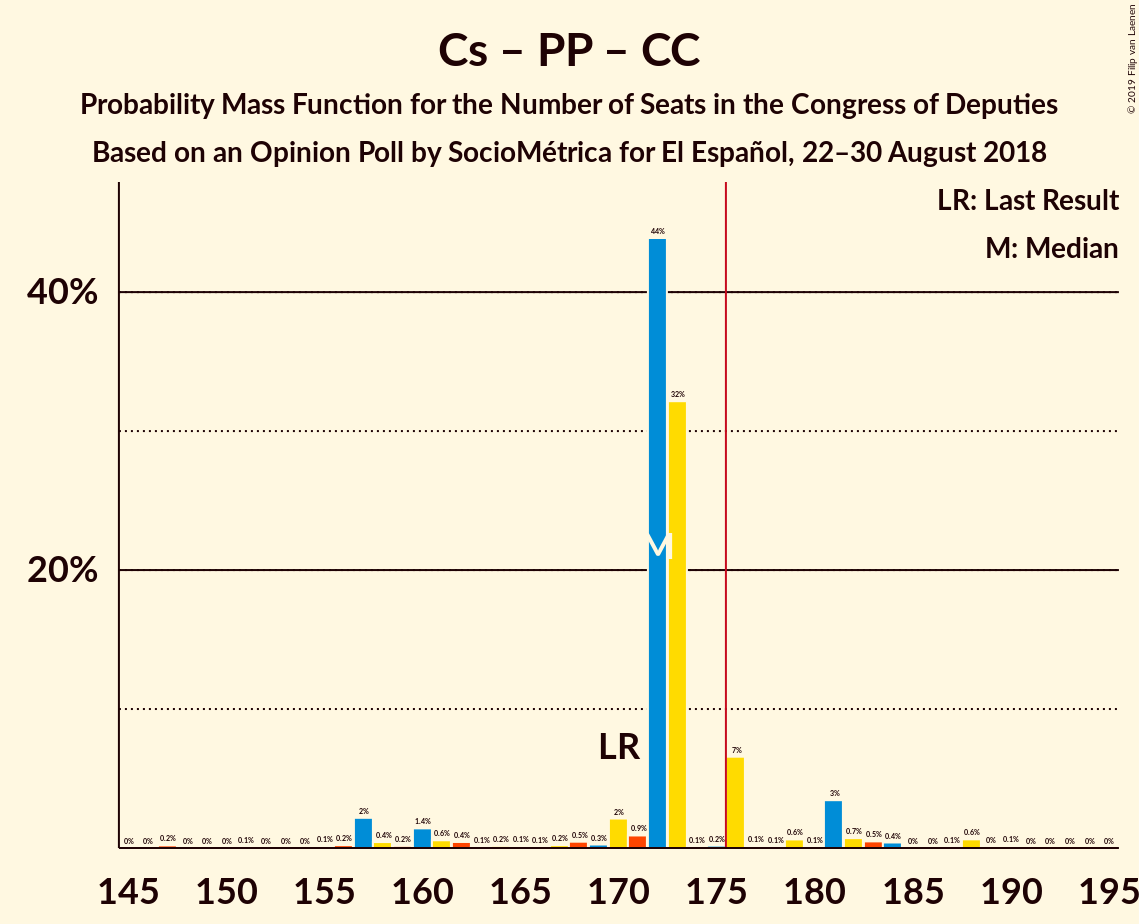 Cs – PP – CC
Probability Mass Function for the Number of Seats in the Congress of Deputies
Based on an Opinion Poll by SocioMétrica for El Español, 22–30 August 2018
© 2019 Filip van Laenen
LR: Last Result
M: Median
40%
20%
LR
M
0% 0% 0.2% 0% 0% 0% 0.1% 0% 0% 0% 0.1% 0.2% 2% 0.4% 0.2% 1.4% 0.6% 0.4% 0.1% 0.2% 0.1% 0.1% 0.2% 0.5% 0.3% 2% 0.9% 44% 32% 0.1% 0.2% 7% 0.1% 0.1% 0.6% 0.1% 3% 0.7% 0.5% 0.4% 0% 0% 0.1% 0.6% 0% 0.1% 0% 0% 0% 0% 0%
145 150 155 160 165 170 175 180 185 190 195